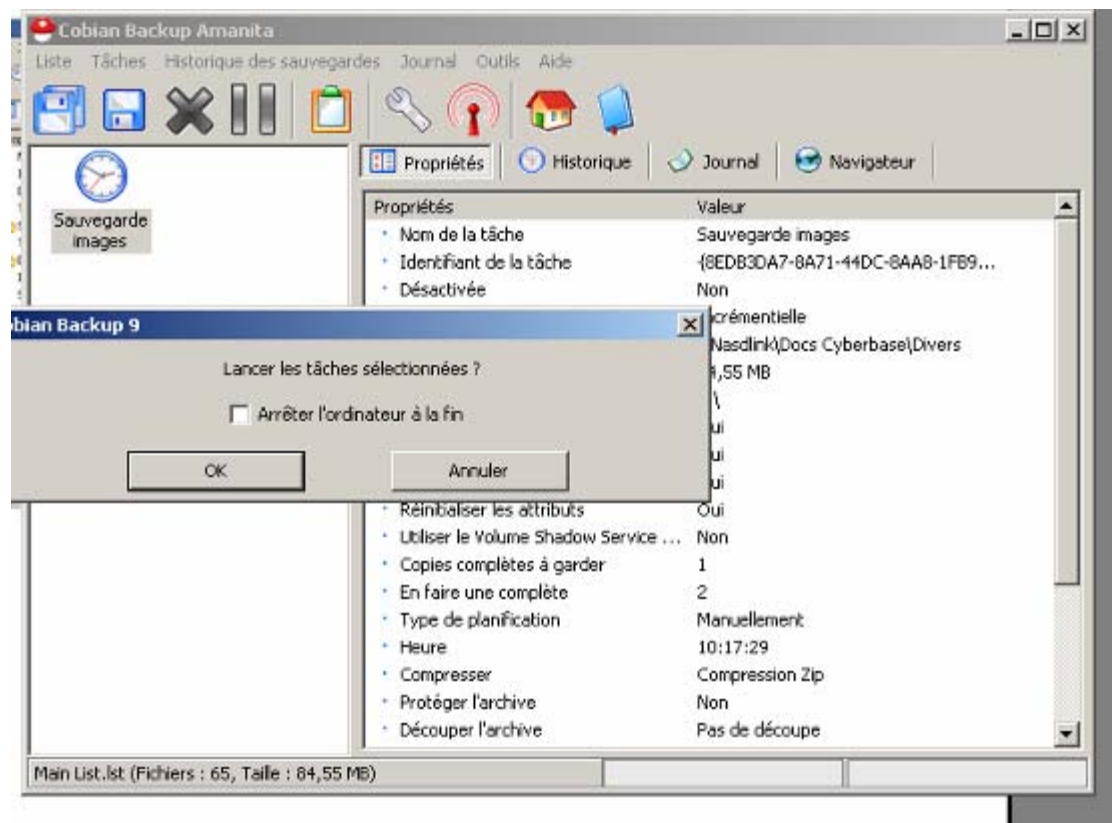 Cobian Backup Amanita
Liste Tâches Historique des sauvegardes Journal Outils Aide
Propriétés Historique Journal Navigateur
Sauvegarde
images
Propriétés Valeur
Nom de la tâche Sauvegarde images
Identifiant de la tâche {8EDB3DA7-8A71-44DC-8AA8-1FB9...
Désactivée Non
bian Backup 9
crémentielle
Lancer les tâches sélectionnées ?
Nasdlink\Docs Cyberbase\Divers
4,55 MB
\
Arrêter l'ordinateur à la fin
ui
ui
OK Annuler
ui
Réinitialiser les attributs Oui
Utiliser le Volume Shadow Service ... Non
Copies complètes à garder 1
En faire une complète 2
Type de planification Manuellement
Heure 10:17:29
Compresser Compression Zip
Protéger l'archive Non
Découper l'archive Pas de découpe
Main List.lst (Fichiers : 65, Taille : 84,55 MB)